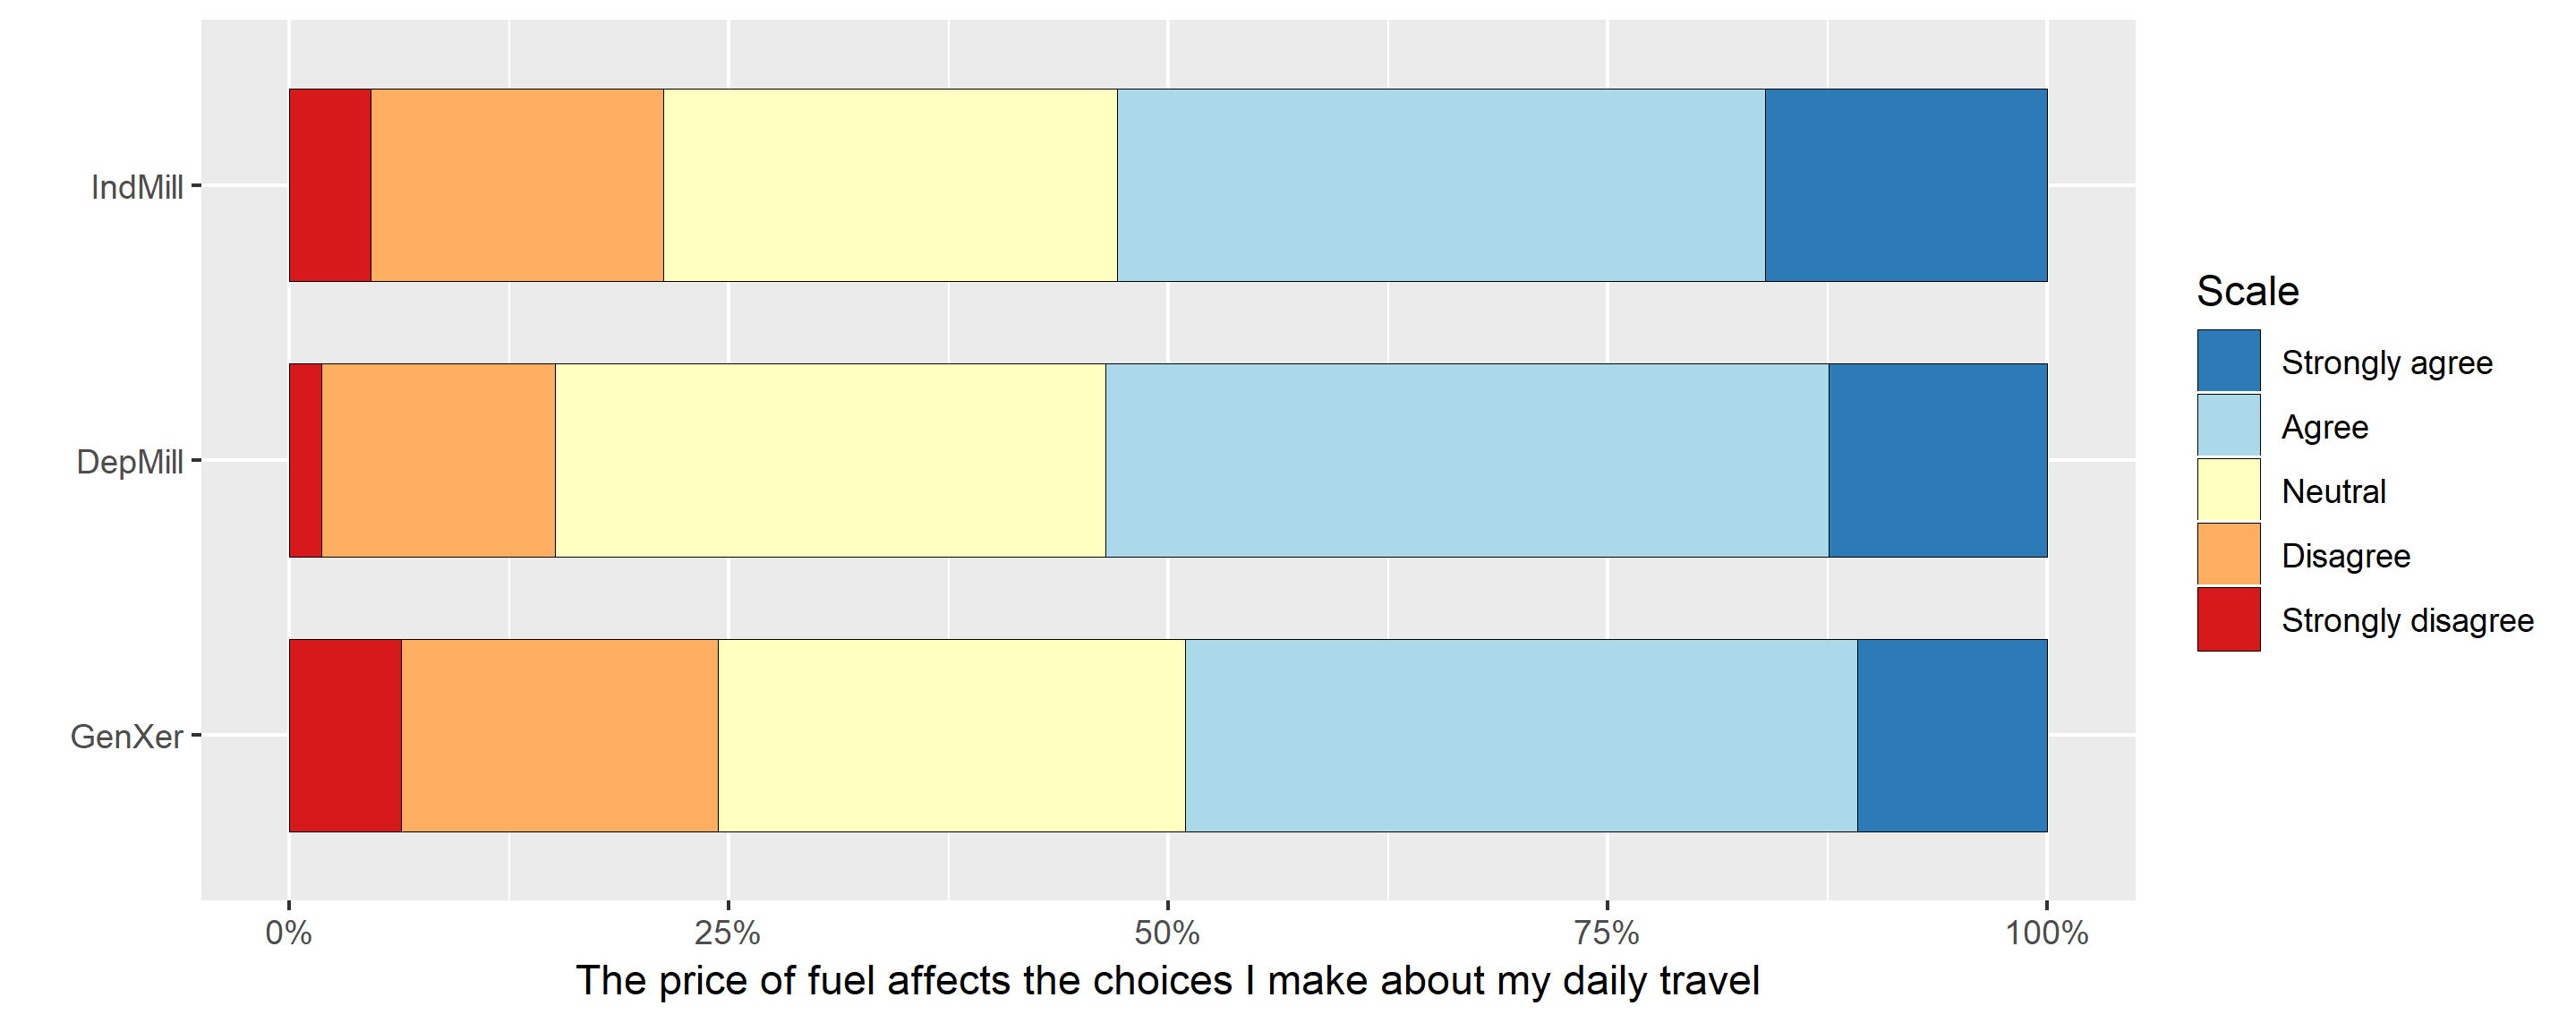 IndMill
DepMill
GenXer
0% 25% 50% 75% 100%
The price of fuel affects the choices I make about my daily travel
Scale
Strongly agree
Agree
Neutral
Disagree
Strongly disagree